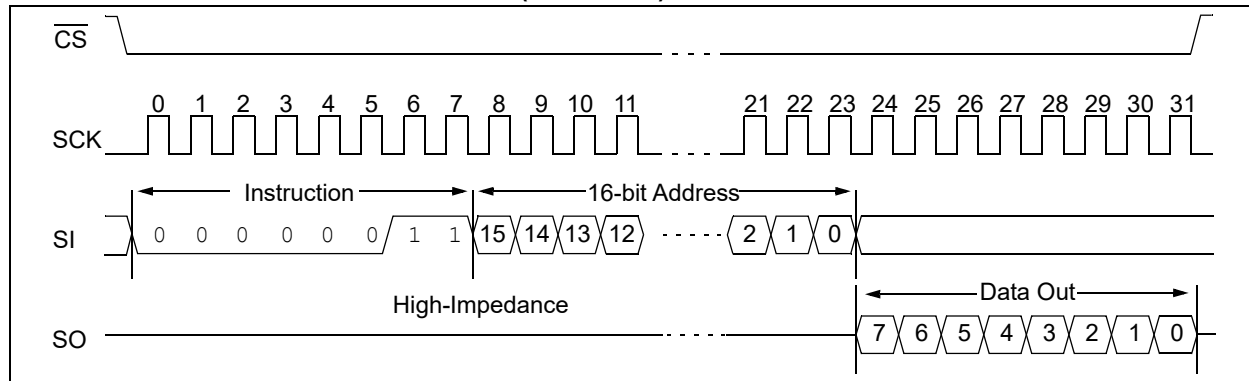 CS
0 1 2 3 4 5 6 7 8 9 10 11 21 22 23 24 25 26 27 28 29 30 31
SCK
Instruction 16-bit Address
SI 0 0 0 0 0 0 1 1 15 14 13 12 2 1 0
High-Impedance Data Out
SO 7 6 5 4 3 2 1 0